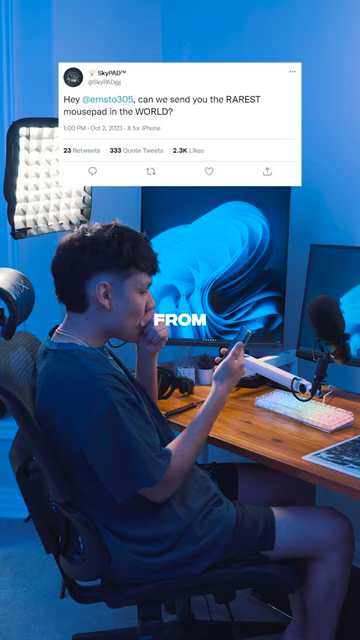 SkyPAD™
@SkyPADgg
Hey @ernsto305, can we send you the RAREST
mousepad in the WORLD?
1:00 PM · Oct 2, 2022 · X for iPhone
23 Retweets 333 Quote Tweets 2.3K Likes
FROM